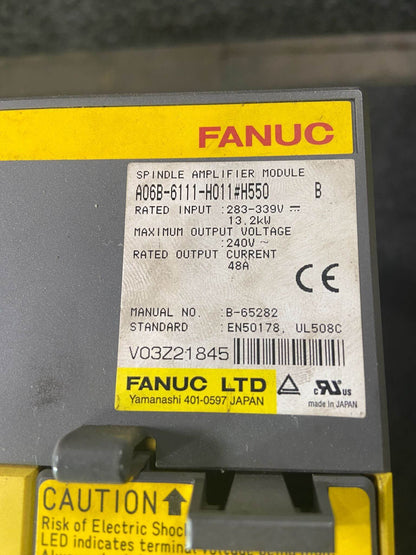 FANUC
SPINDLE AMPLIFIER MODULE
A06B-6111-H011#H550 B
RATED INPUT :283-339V ⎓
13.2kW
MAXIMUM OUTPUT VOLTAGE
:240V ~
RATED OUTPUT CURRENT
48A
CE
MANUAL NO. :B-65282
STANDARD :EN50178, UL508C
V03Z21845
FANUC LTD
Yamanashi 401-0597 JAPAN
c RU us
made in JAPAN
CAUTION
Risk of Electric Shock
LED indicates terminal